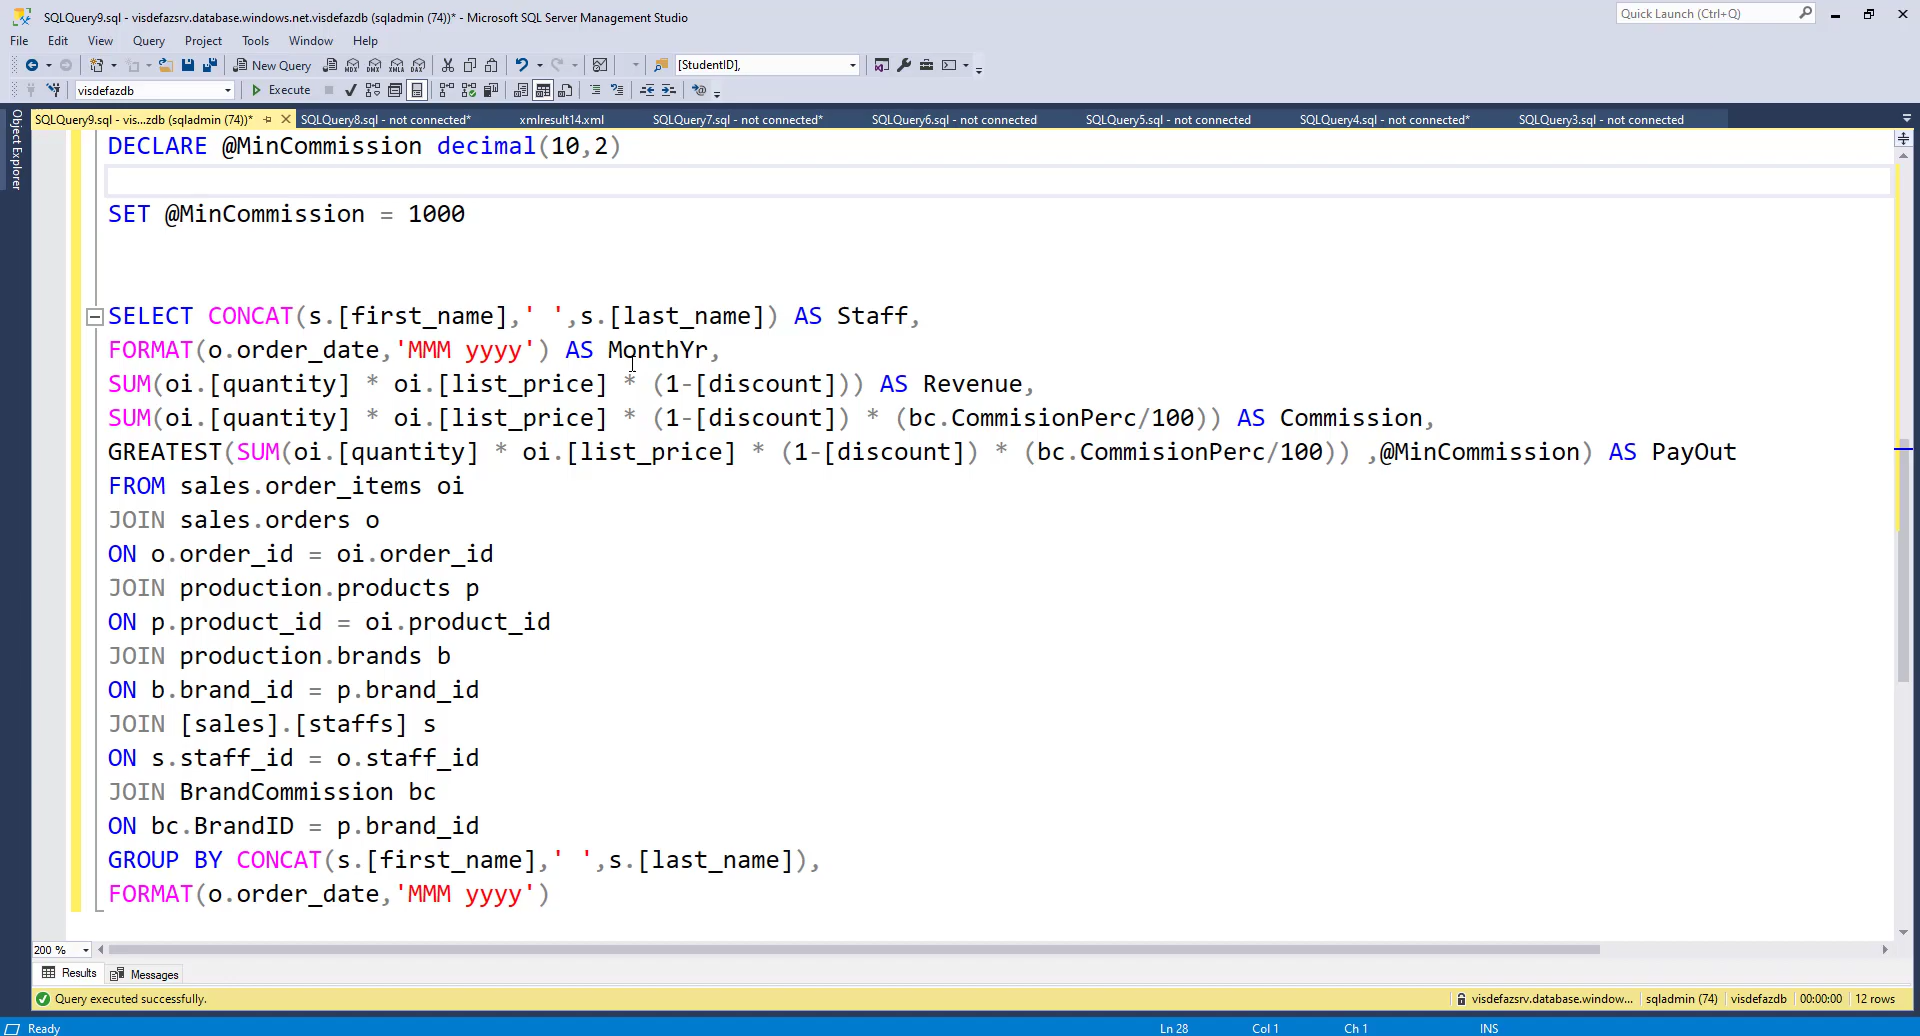 SQLQuery9.sql - visdefazsrv.database.windows.net.visdefazdb (sqladmin (74))* - Microsoft SQL Server Management Studio
Quick Launch (Ctrl+Q)
File Edit View Query Project Tools Window Help
New Query MDX DMX XMLA DAX [StudentID],
visdefazdb Execute
Object Explorer
SQLQuery9.sql - vis...zdb (sqladmin (74))* SQLQuery8.sql - not connected* xmlresult14.xml SQLQuery7.sql - not connected* SQLQuery6.sql - not connected SQLQuery5.sql - not connected SQLQuery4.sql - not connected* SQLQuery3.sql - not connected
DECLARE @MinCommission decimal(10,2)
SET @MinCommission = 1000
SELECT CONCAT(s.[first_name],' ',s.[last_name]) AS Staff,
FORMAT(o.order_date,'MMM yyyy') AS MonthYr,
SUM(oi.[quantity] * oi.[list_price] * (1-[discount])) AS Revenue,
SUM(oi.[quantity] * oi.[list_price] * (1-[discount]) * (bc.CommisionPerc/100)) AS Commission,
GREATEST(SUM(oi.[quantity] * oi.[list_price] * (1-[discount]) * (bc.CommisionPerc/100)) ,@MinCommission) AS PayOut
FROM sales.order_items oi
JOIN sales.orders o
ON o.order_id = oi.order_id
JOIN production.products p
ON p.product_id = oi.product_id
JOIN production.brands b
ON b.brand_id = p.brand_id
JOIN [sales].[staffs] s
ON s.staff_id = o.staff_id
JOIN BrandCommission bc
ON bc.BrandID = p.brand_id
GROUP BY CONCAT(s.[first_name],' ',s.[last_name]),
FORMAT(o.order_date,'MMM yyyy')
200 %
Results Messages
Query executed successfully. visdefazsrv.database.window... sqladmin (74) visdefazdb 00:00:00 12 rows
Ready Ln 28 Col 1 Ch 1 INS